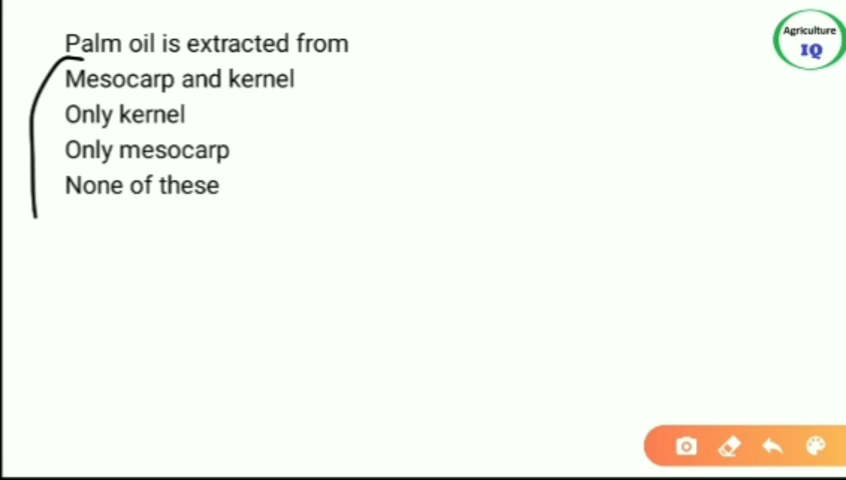 Palm oil is extracted from
Mesocarp and kernel
Only kernel
Only mesocarp
None of these
Agriculture
IQ